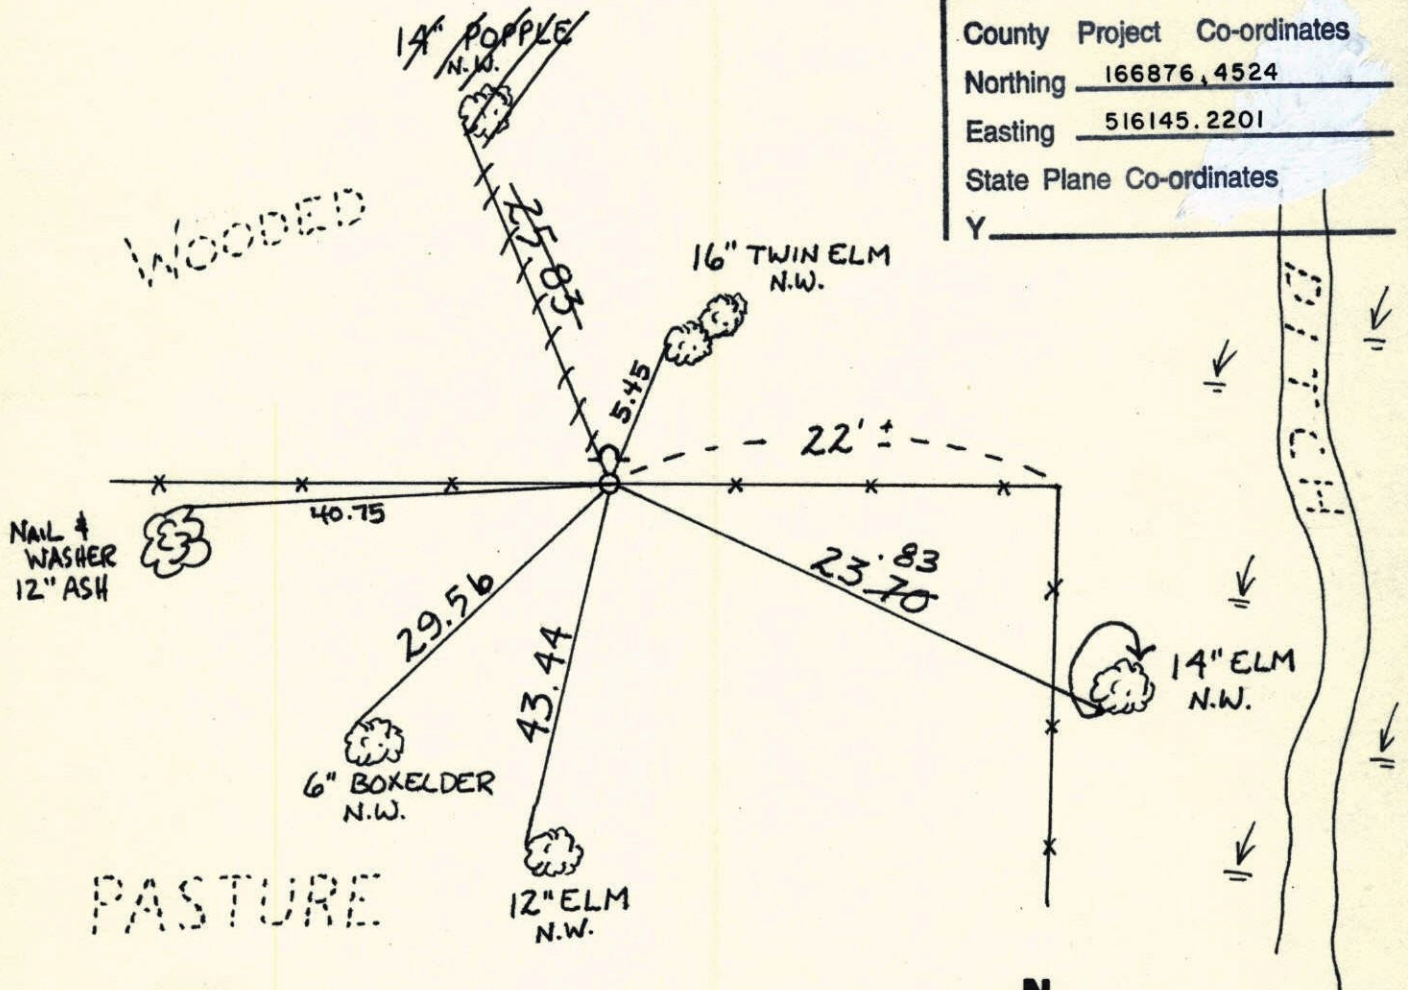 14" POPPLE
N.W.
County Project Co-ordinates
Northing 166876.4524
Easting 516145.2201
State Plane Co-ordinates
Y
WOODED
25.83
16" TWIN ELM
N.W.
5.45
22' ±
DITCH
40.75
NAIL &
WASHER
12" ASH
23.83
70
29.56
43.44
14" ELM
N.W.
6" BOXELDER
N.W.
12" ELM
N.W.
PASTURE
N